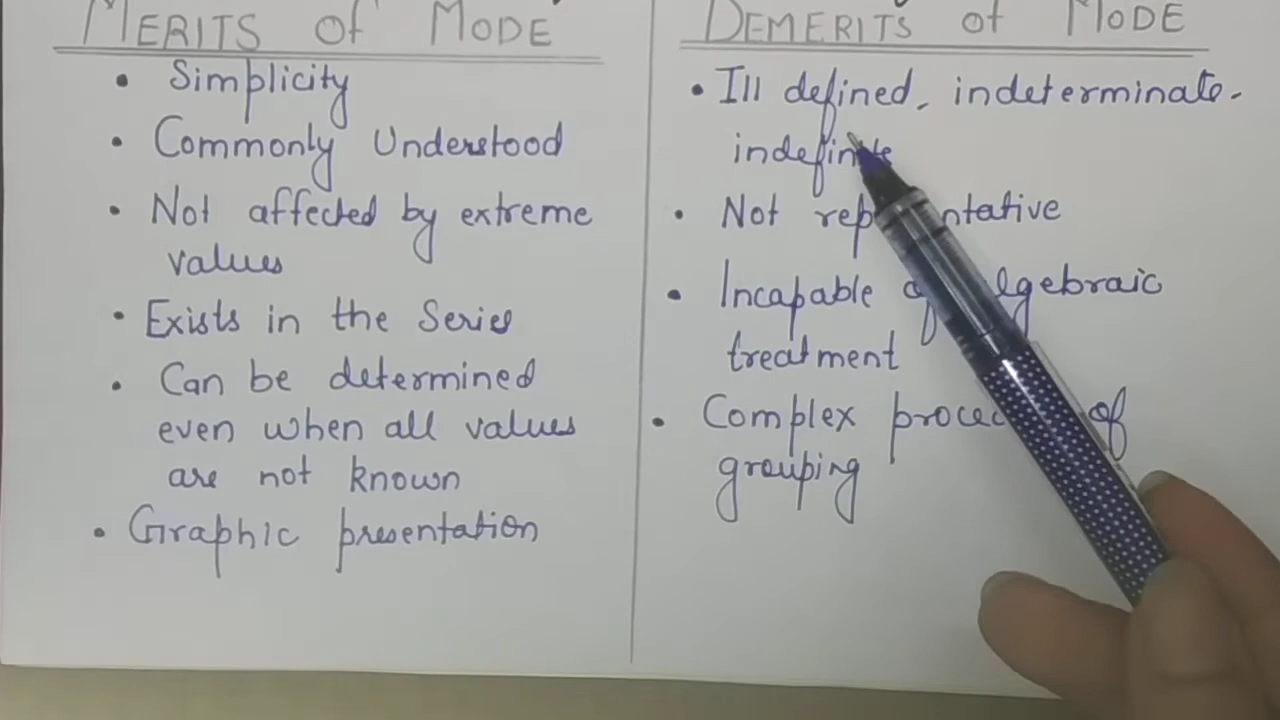 MERITS of MODE
• Simplicity
• Commonly Understood
• Not affected by extreme
values
• Exists in the Series
• Can be determined
even when all values
are not known
• Graphic presentation
DEMERITS of MODE
• Ill defined, indeterminate.
• Not
• Incapable
treatment
• Complex of
grouping